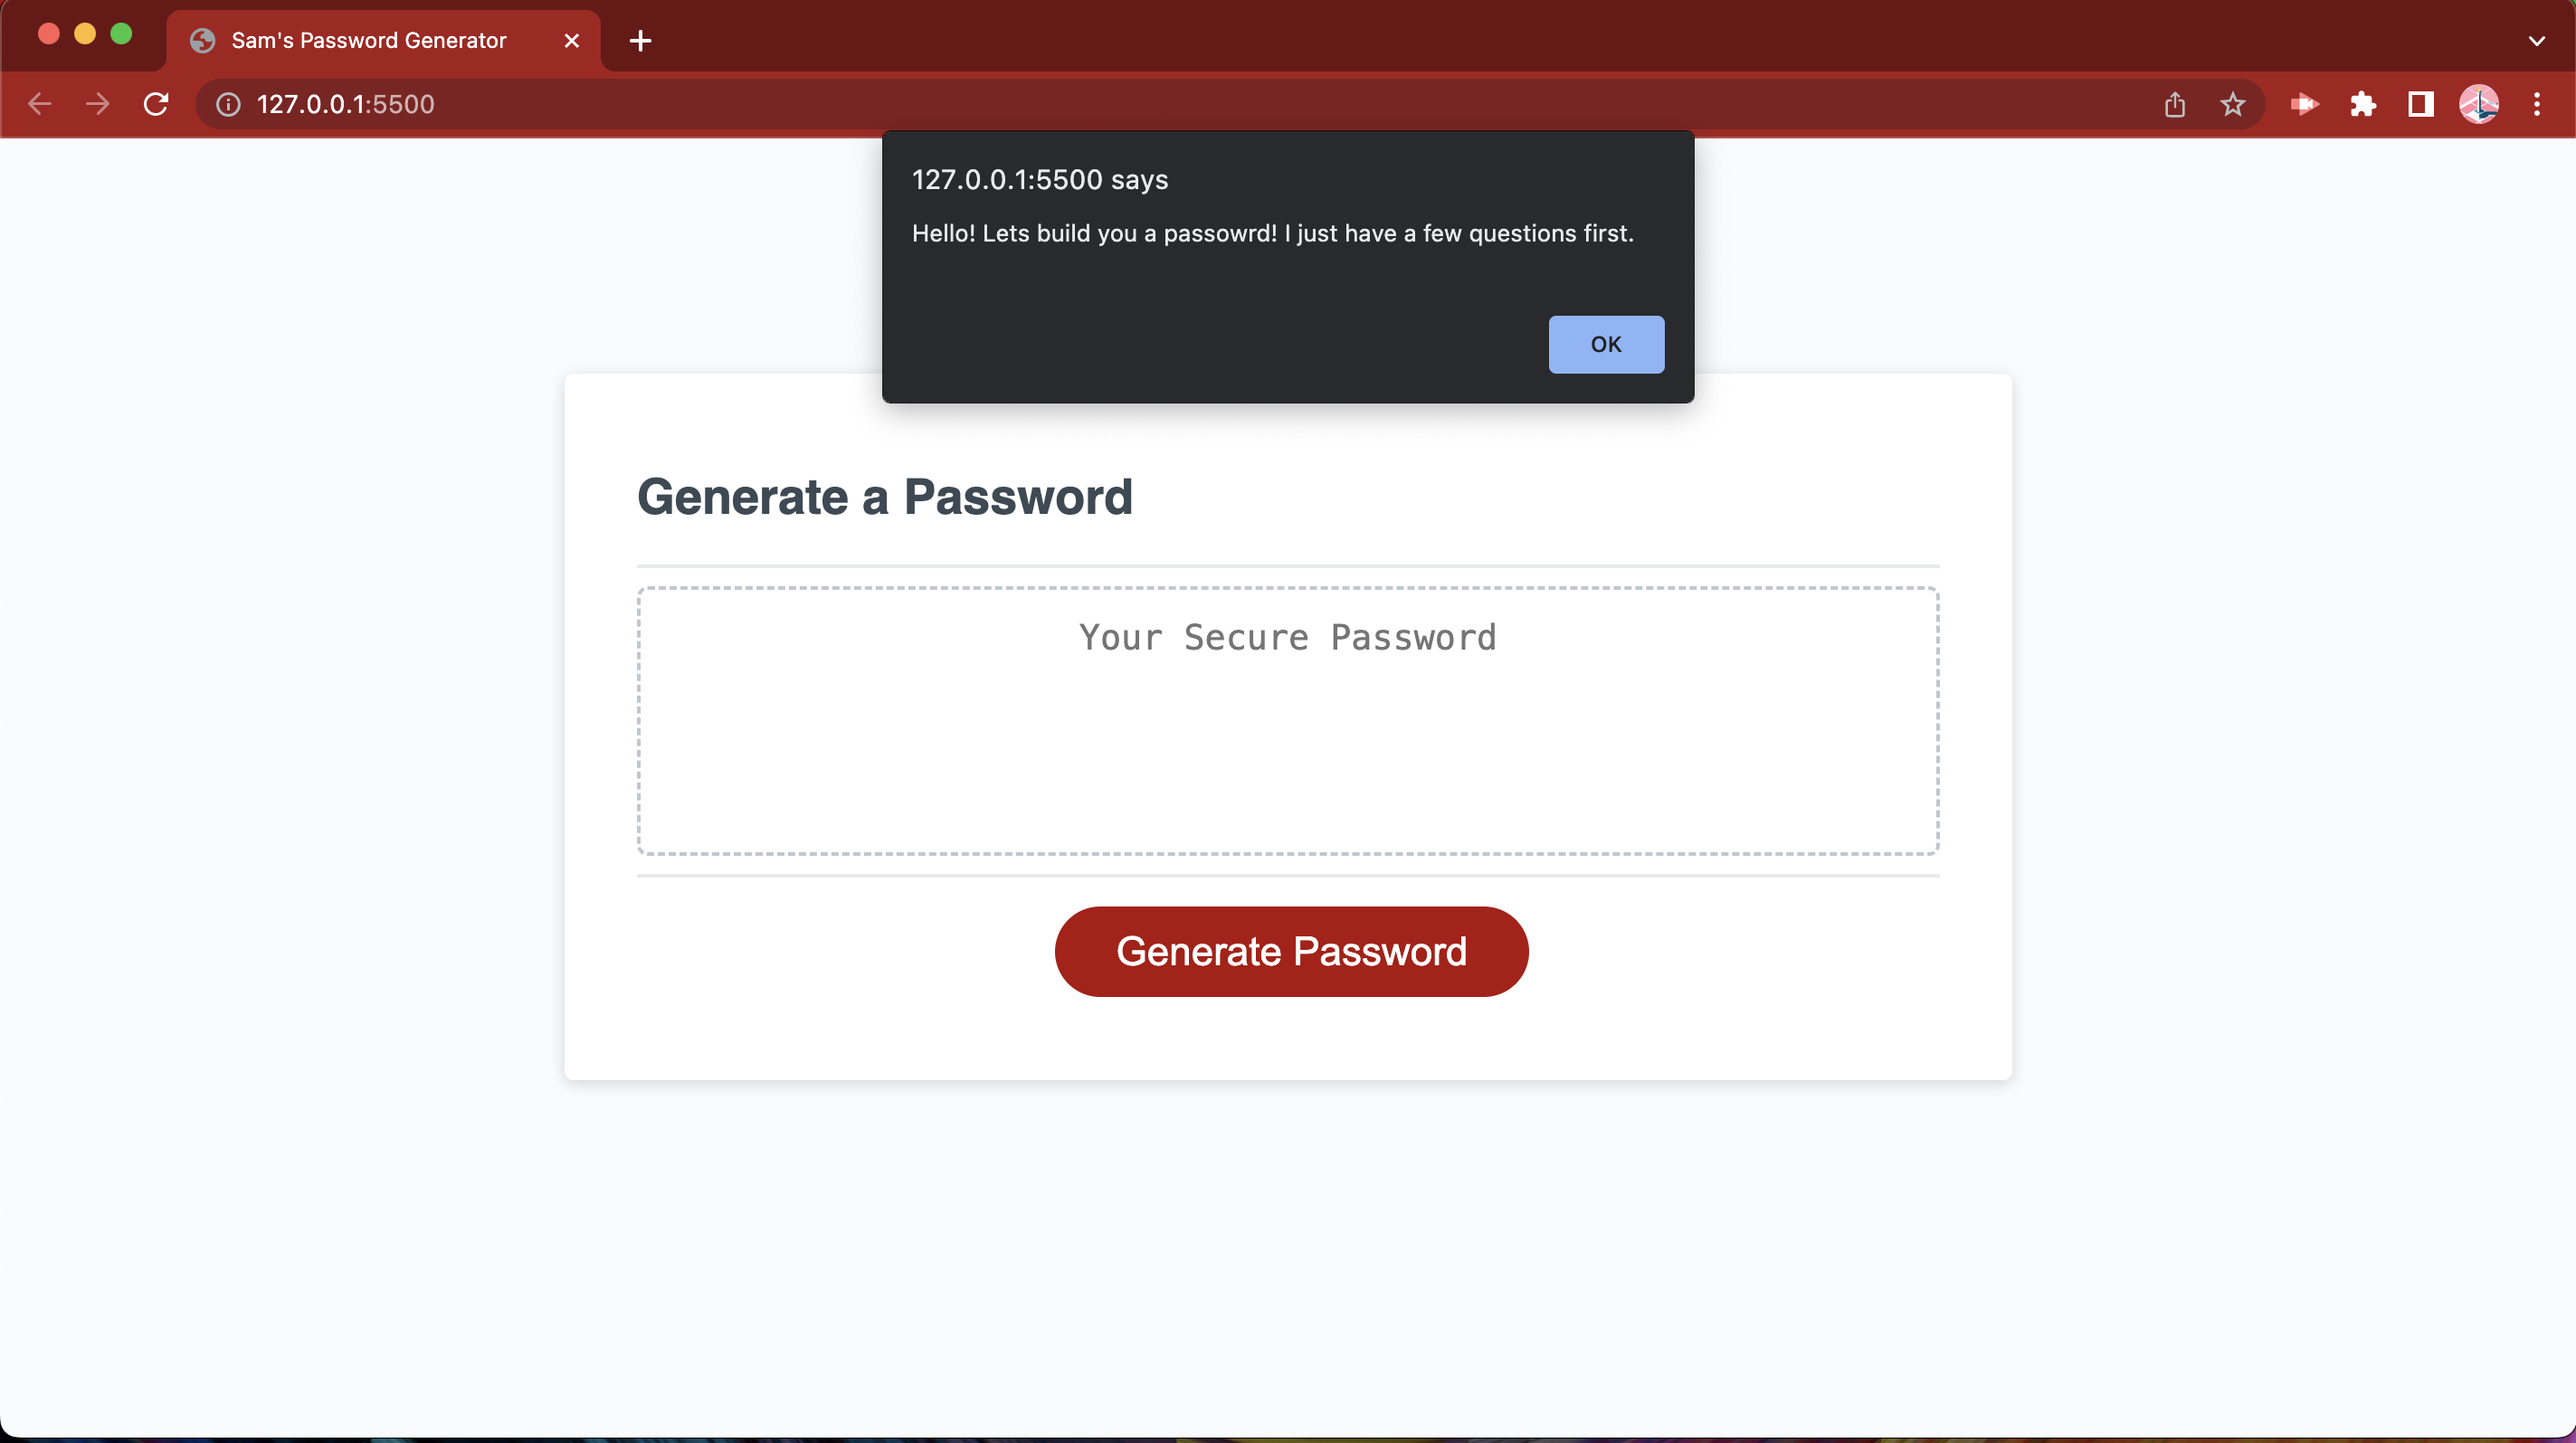 Sam's Password Generator
127.0.0.1:5500
127.0.0.1:5500 says
Hello! Lets build you a passowrd! I just have a few questions first.
OK
Generate a Password
Your Secure Password
Generate Password